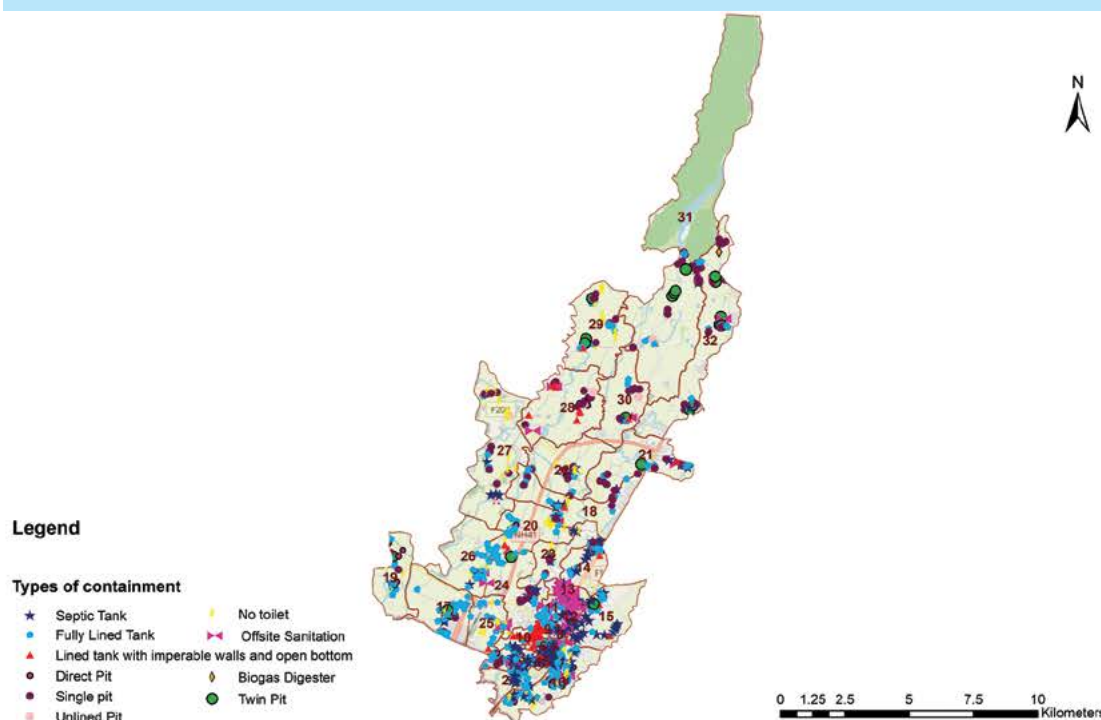 N
31
29
32
28
30
27
21
18
20
NH41
26
14
19
24
13
17
25
15
10
Legend
Types of containment
Septic Tank
Fully Lined Tank
Lined tank with imperable walls and open bottom
Direct Pit
Single pit
Unlined Pit
No toilet
Offsite Sanitation
Biogas Digester
Twin Pit
0 1.25 2.5 5 7.5 10
Kilometers